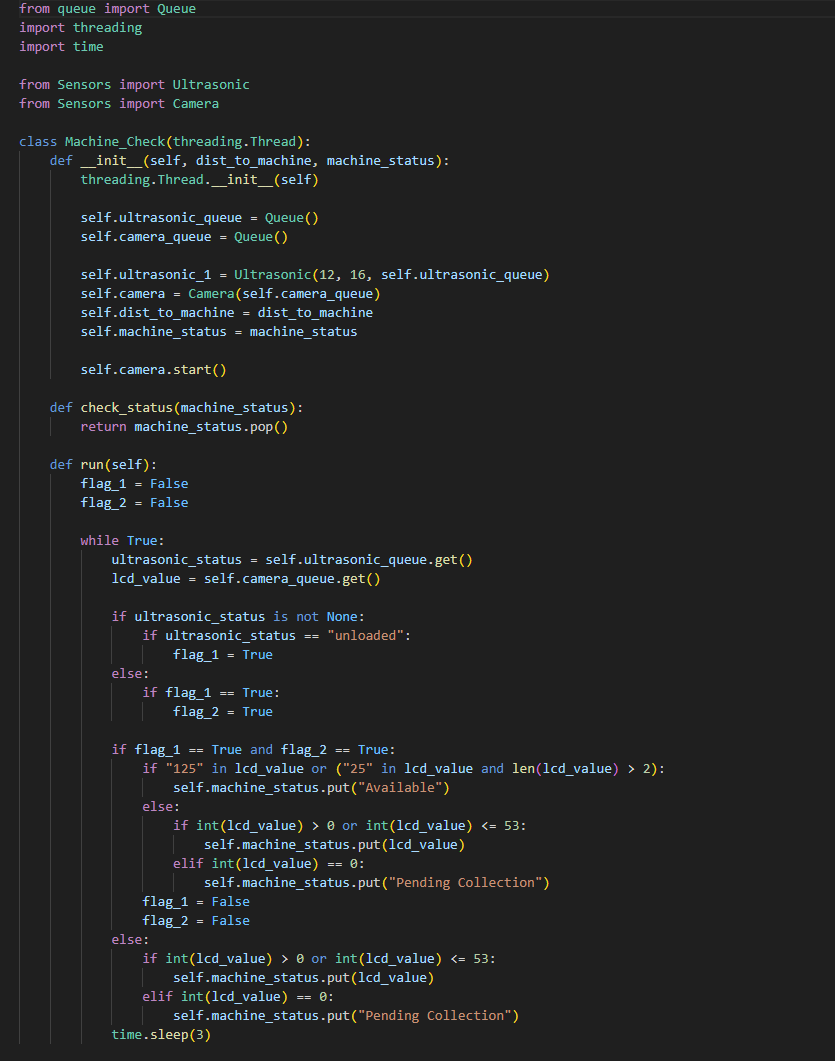 from queue import Queue
import threading
import time

from Sensors import Ultrasonic
from Sensors import Camera

class Machine_Check(threading.Thread):
    def __init__(self, dist_to_machine, machine_status):
        threading.Thread.__init__(self)

        self.ultrasonic_queue = Queue()
        self.camera_queue = Queue()

        self.ultrasonic_1 = Ultrasonic(12, 16, self.ultrasonic_queue)
        self.camera = Camera(self.camera_queue)
        self.dist_to_machine = dist_to_machine
        self.machine_status = machine_status

        self.camera.start()

    def check_status(machine_status):
        return machine_status.pop()

    def run(self):
        flag_1 = False
        flag_2 = False

        while True:
            ultrasonic_status = self.ultrasonic_queue.get()
            lcd_value = self.camera_queue.get()

            if ultrasonic_status is not None:
                if ultrasonic_status == "unloaded":
                    flag_1 = True
            else:
                if flag_1 == True:
                    flag_2 = True

            if flag_1 == True and flag_2 == True:
                if "125" in lcd_value or ("25" in lcd_value and len(lcd_value) > 2):
                    self.machine_status.put("Available")
                else:
                    if int(lcd_value) > 0 or int(lcd_value) <= 53:
                        self.machine_status.put(lcd_value)
                    elif int(lcd_value) == 0:
                        self.machine_status.put("Pending Collection")
                flag_1 = False
                flag_2 = False
            else:
                if int(lcd_value) > 0 or int(lcd_value) <= 53:
                    self.machine_status.put(lcd_value)
                elif int(lcd_value) == 0:
                    self.machine_status.put("Pending Collection")
            time.sleep(3)